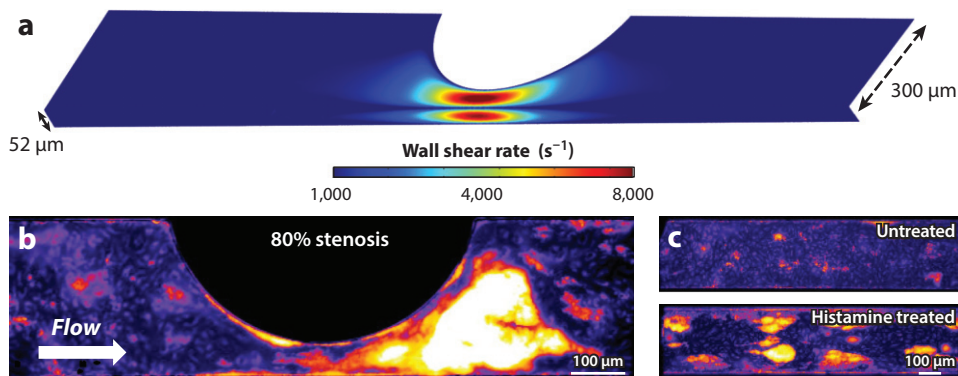 a
52 µm
300 µm
Wall shear rate (s⁻¹)
1,000 4,000 8,000
b
80% stenosis
Flow
100 µm
c
Untreated
Histamine treated
100 µm